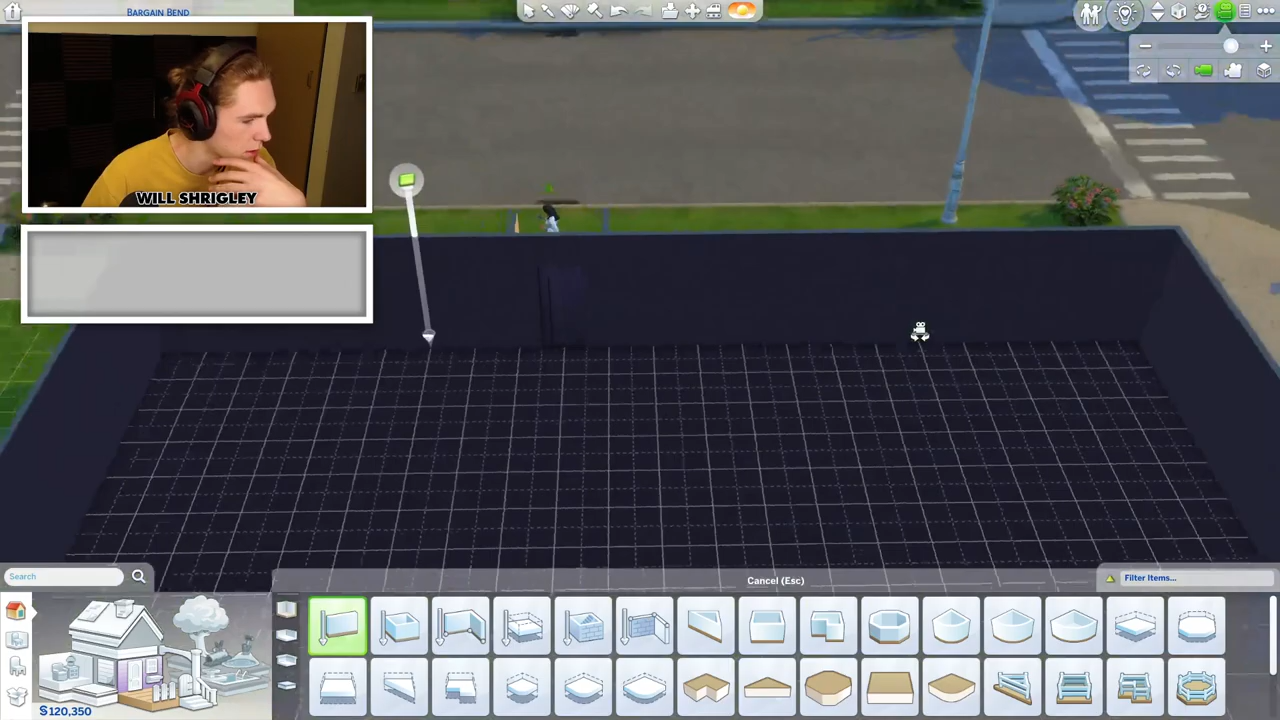 BARGAIN BEND
WILL SHRIGLEY
Cancel (Esc)
Search
Filter Items...
§120,350